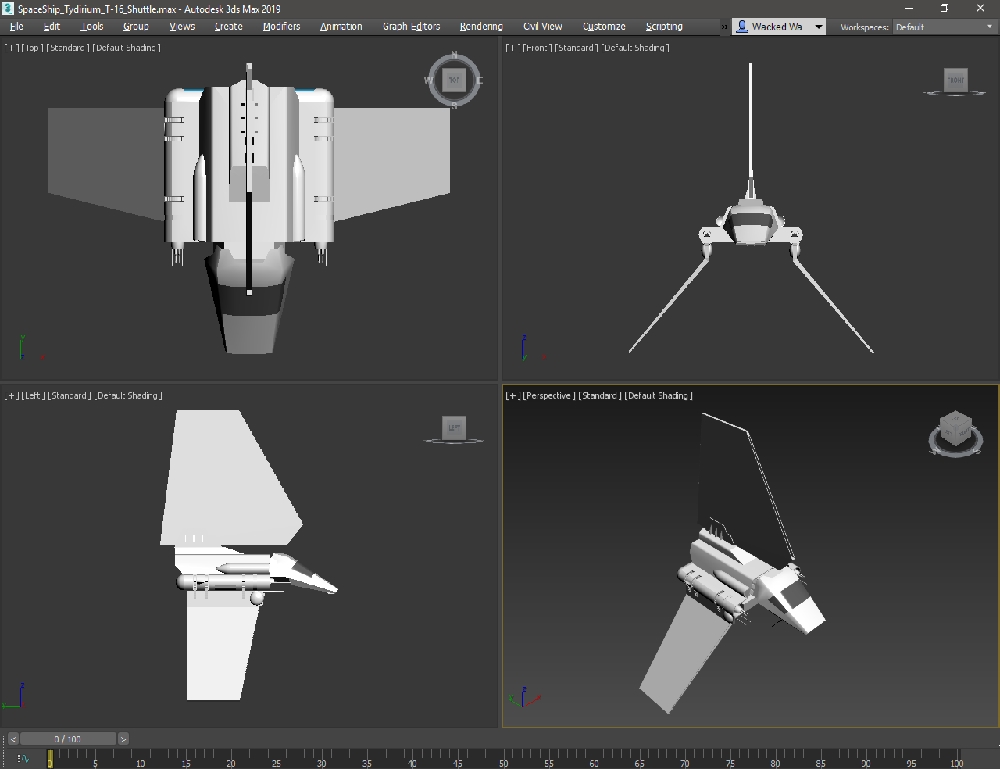 SpaceShip_Tydirium_T-16_Shuttle.max - Autodesk 3ds Max 2019
File Edit Tools Group Views Create Modifiers Animation Graph Editors Rendering Civil View Customize Scripting » Wacked Wa Workspaces: Default
[+] [Top] [Standard] [Default Shading]
[+] [Front] [Standard] [Default Shading]
N
W TOP E
S
FRONT
z
y
x
[+] [Left] [Standard] [Default Shading]
[+] [Perspective] [Standard] [Default Shading]
LEFT
z
z
< 0 / 100 >
0 5 10 15 20 25 30 35 40 45 50 55 60 65 70 75 80 85 90 95 100